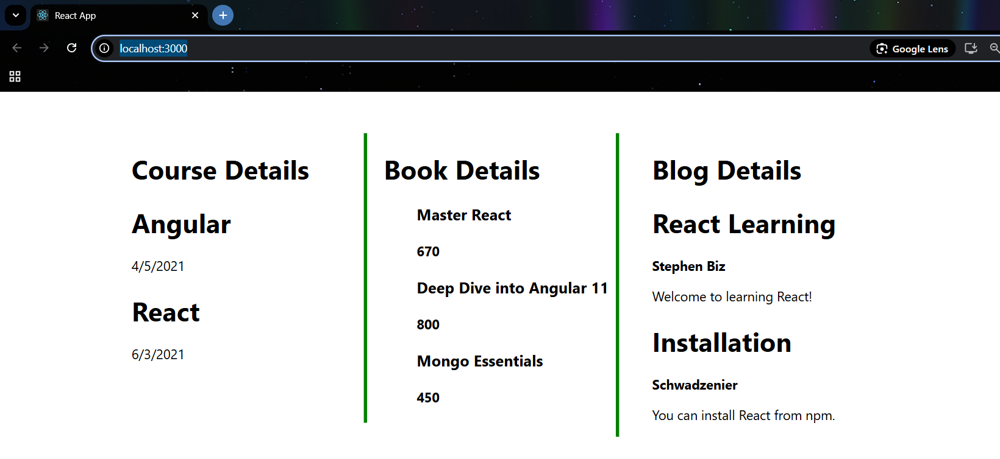 React App
localhost:3000
Google Lens
Course Details
Angular
4/5/2021
React
6/3/2021
Book Details
Master React
670
Deep Dive into Angular 11
800
Mongo Essentials
450
Blog Details
React Learning
Stephen Biz
Welcome to learning React!
Installation
Schwadzenier
You can install React from npm.